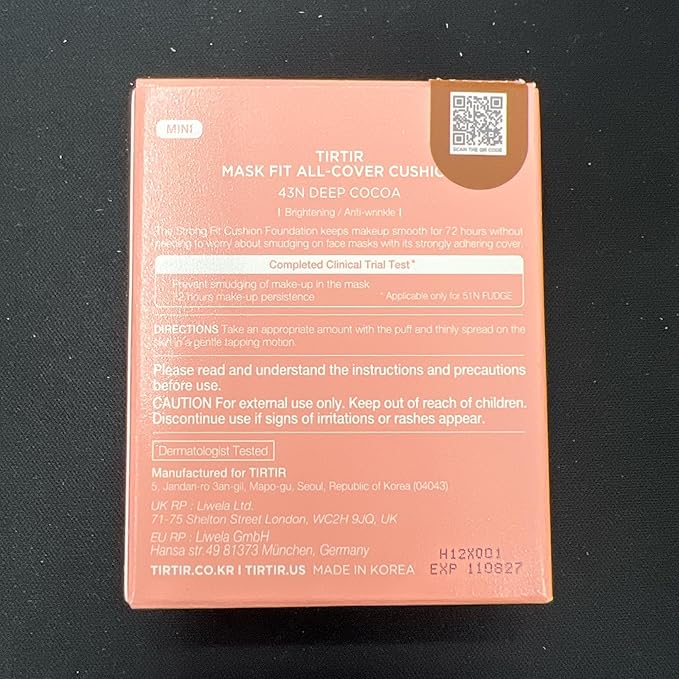 MINI
SCAN THE QR CODE
TIRTIR
MASK FIT ALL-COVER CUSHIO
43N DEEP COCOA
| Brightening / Anti-wrinkle |
The Strong Fit Cushion Foundation keeps makeup smooth for 72 hours without
needing to worry about smudging on face masks with its strongly adhering cover.
Completed Clinical Trial Test*
Prevent smudging of make-up in the mask
72 hours make-up persistence
* Applicable only for 51N FUDGE
DIRECTIONS Take an appropriate amount with the puff and thinly spread on the
skin in a gentle tapping motion.
Please read and understand the instructions and precautions
before use.
CAUTION For external use only. Keep out of reach of children.
Discontinue use if signs of irritations or rashes appear.
Dermatologist Tested
Manufactured for TIRTIR
5, Jandari-ro 3an-gil, Mapo-gu, Seoul, Republic of Korea (04043)
UK RP : Liwela Ltd.
71-75 Shelton Street London, WC2H 9JQ, UK
EU RP : Liwela GmbH
Hansa str.49 81373 München, Germany
TIRTIR.CO.KR | TIRTIR.US MADE IN KOREA
H12X001
EXP 110827